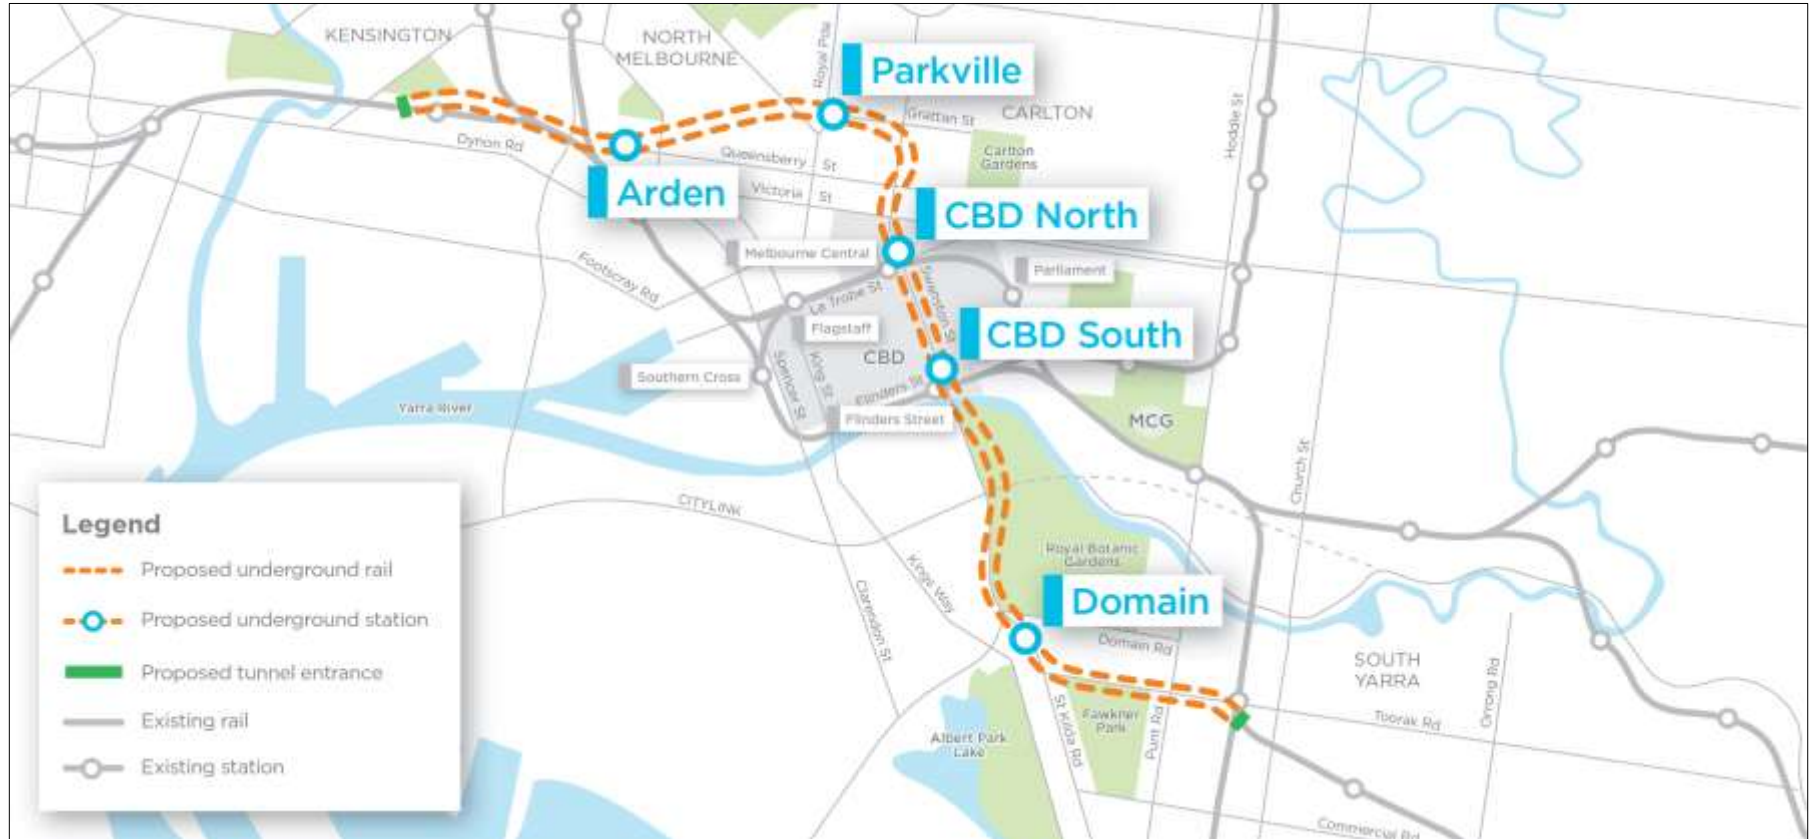 KENSINGTON
NORTH
MELBOURNE
Royal Pde
Parkville
Grattan St
CARLTON
Hoddle St
Dynon Rd
Queensberry St
Carlton
Gardens
Arden
Victoria St
CBD North
Melbourne Central
Parliament
Footscray Rd
La Trobe St
Swanston St
Flagstaff
CBD South
CBD
Southern Cross
Spencer St
King St
Flinders St
Yarra River
Flinders Street
MCG
Church St
CITYLINK
Legend
Proposed underground rail
Proposed underground station
Proposed tunnel entrance
Existing rail
Existing station
Royal Botanic
Gardens
Kings Way
Clarendon St
Domain
Domain Rd
SOUTH
YARRA
Orrong Rd
Toorak Rd
St Kilda Rd
Fawkner
Park
Punt Rd
Albert Park
Lake
Commercial Rd